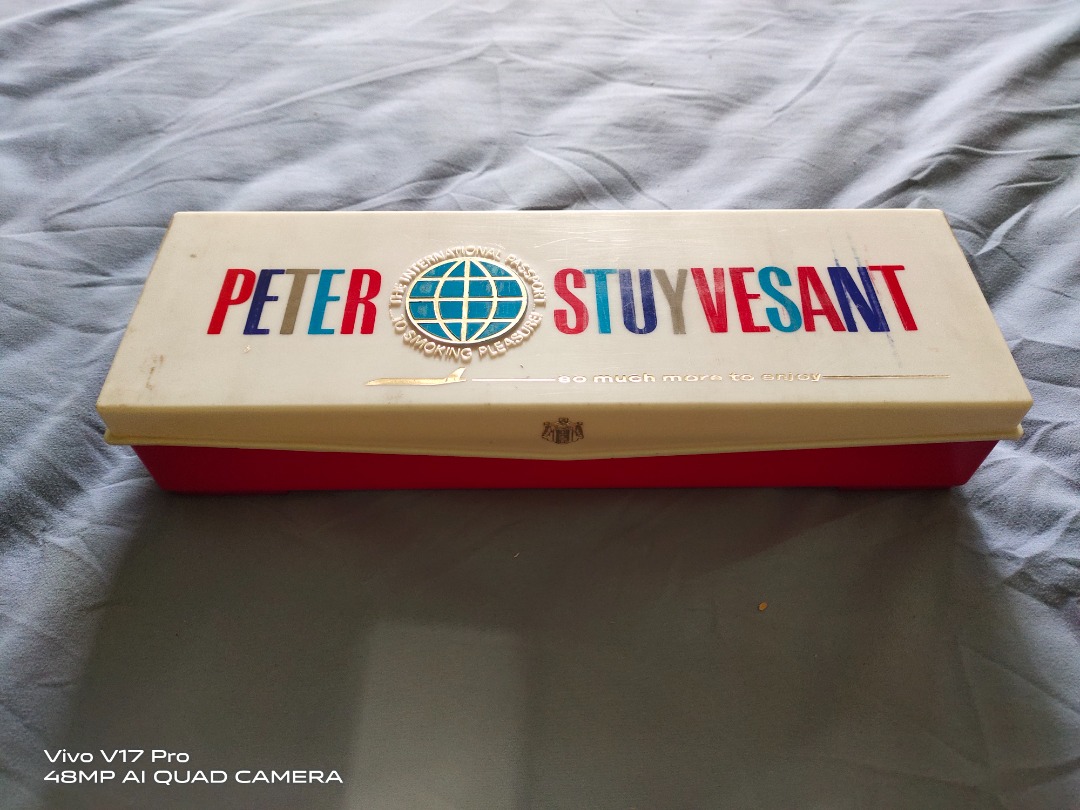 PETER STUYVESANT
THE INTERNATIONAL PASSPORT
TO SMOKING PLEASURE!
so much more to enjoy
Vivo V17 Pro
48MP AI QUAD CAMERA